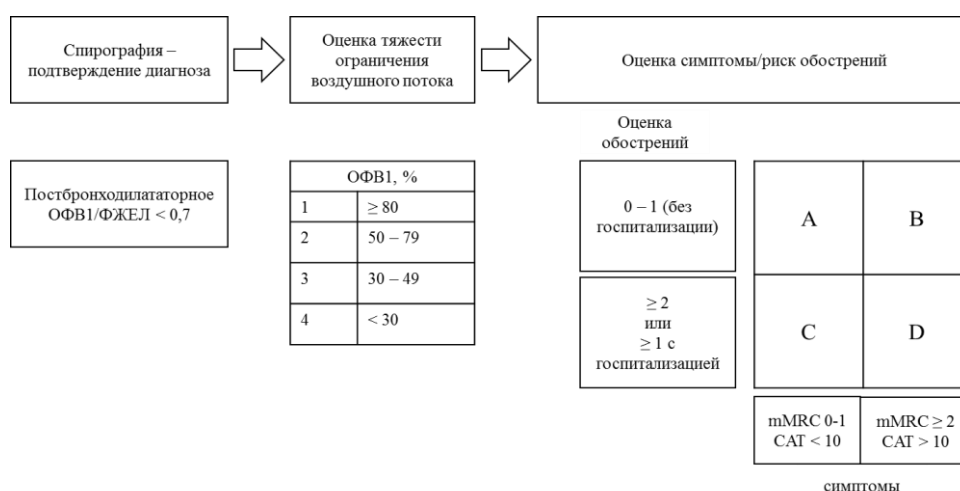 Спирография –
подтверждение диагноза
Оценка тяжести
ограничения
воздушного потока
Оценка симптомы/риск обострений
Постбронходилататорное
ОФВ1/ФЖЕЛ < 0,7
ОФВ1, %
1 ≥ 80
2 50 – 79
3 30 – 49
4 < 30
Оценка
обострений
0 – 1 (без
госпитализации)
A B
≥ 2
или
≥ 1 с
госпитализацией
C D
mMRC 0-1
CAT < 10
mMRC ≥ 2
CAT > 10
симптомы